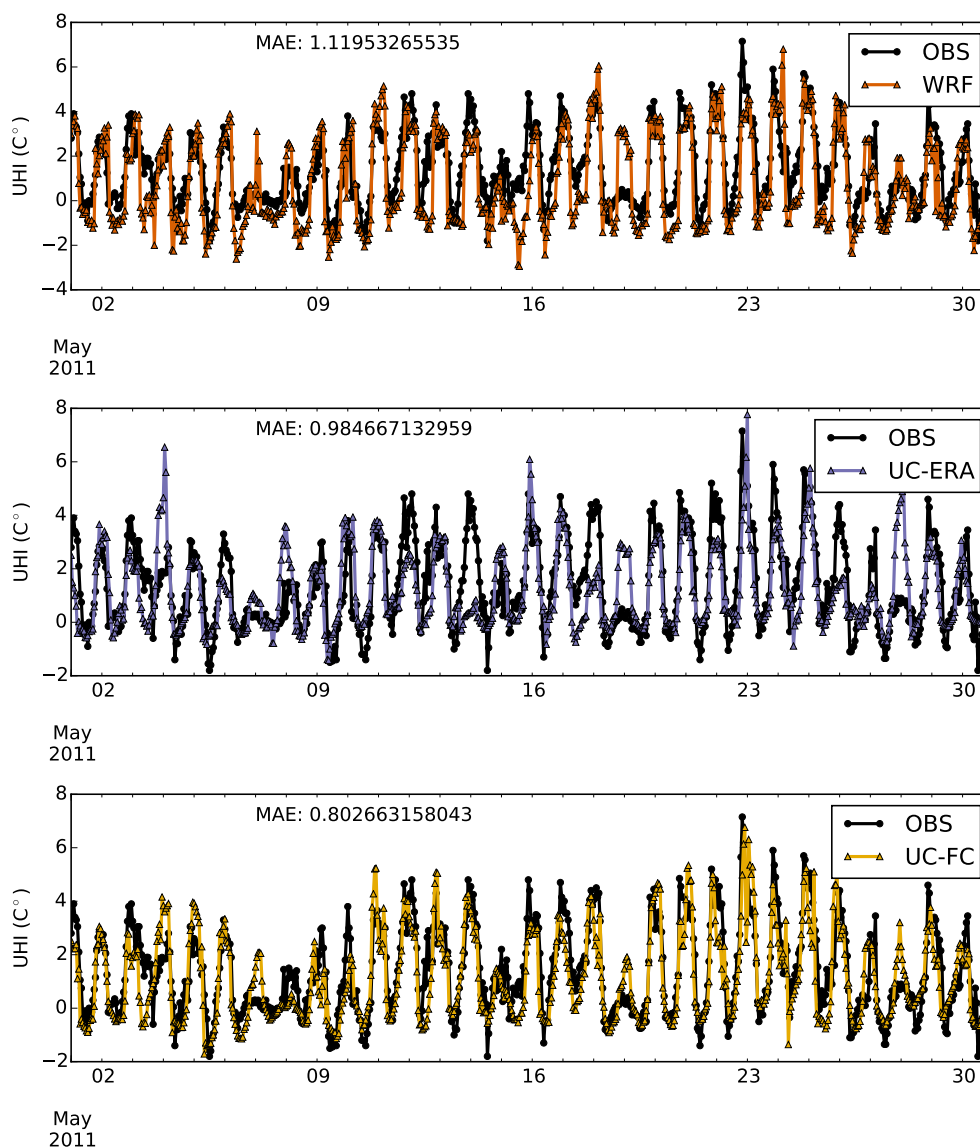 8
6
4
2
0
−2
−4
UHI (C°)
MAE: 1.11953265535
OBS
WRF
02
09
16
23
30
May
2011
8
6
4
2
0
−2
UHI (C°)
MAE: 0.984667132959
OBS
UC-ERA
02
09
16
23
30
May
2011
8
6
4
2
0
−2
UHI (C°)
MAE: 0.802663158043
OBS
UC-FC
02
09
16
23
30
May
2011